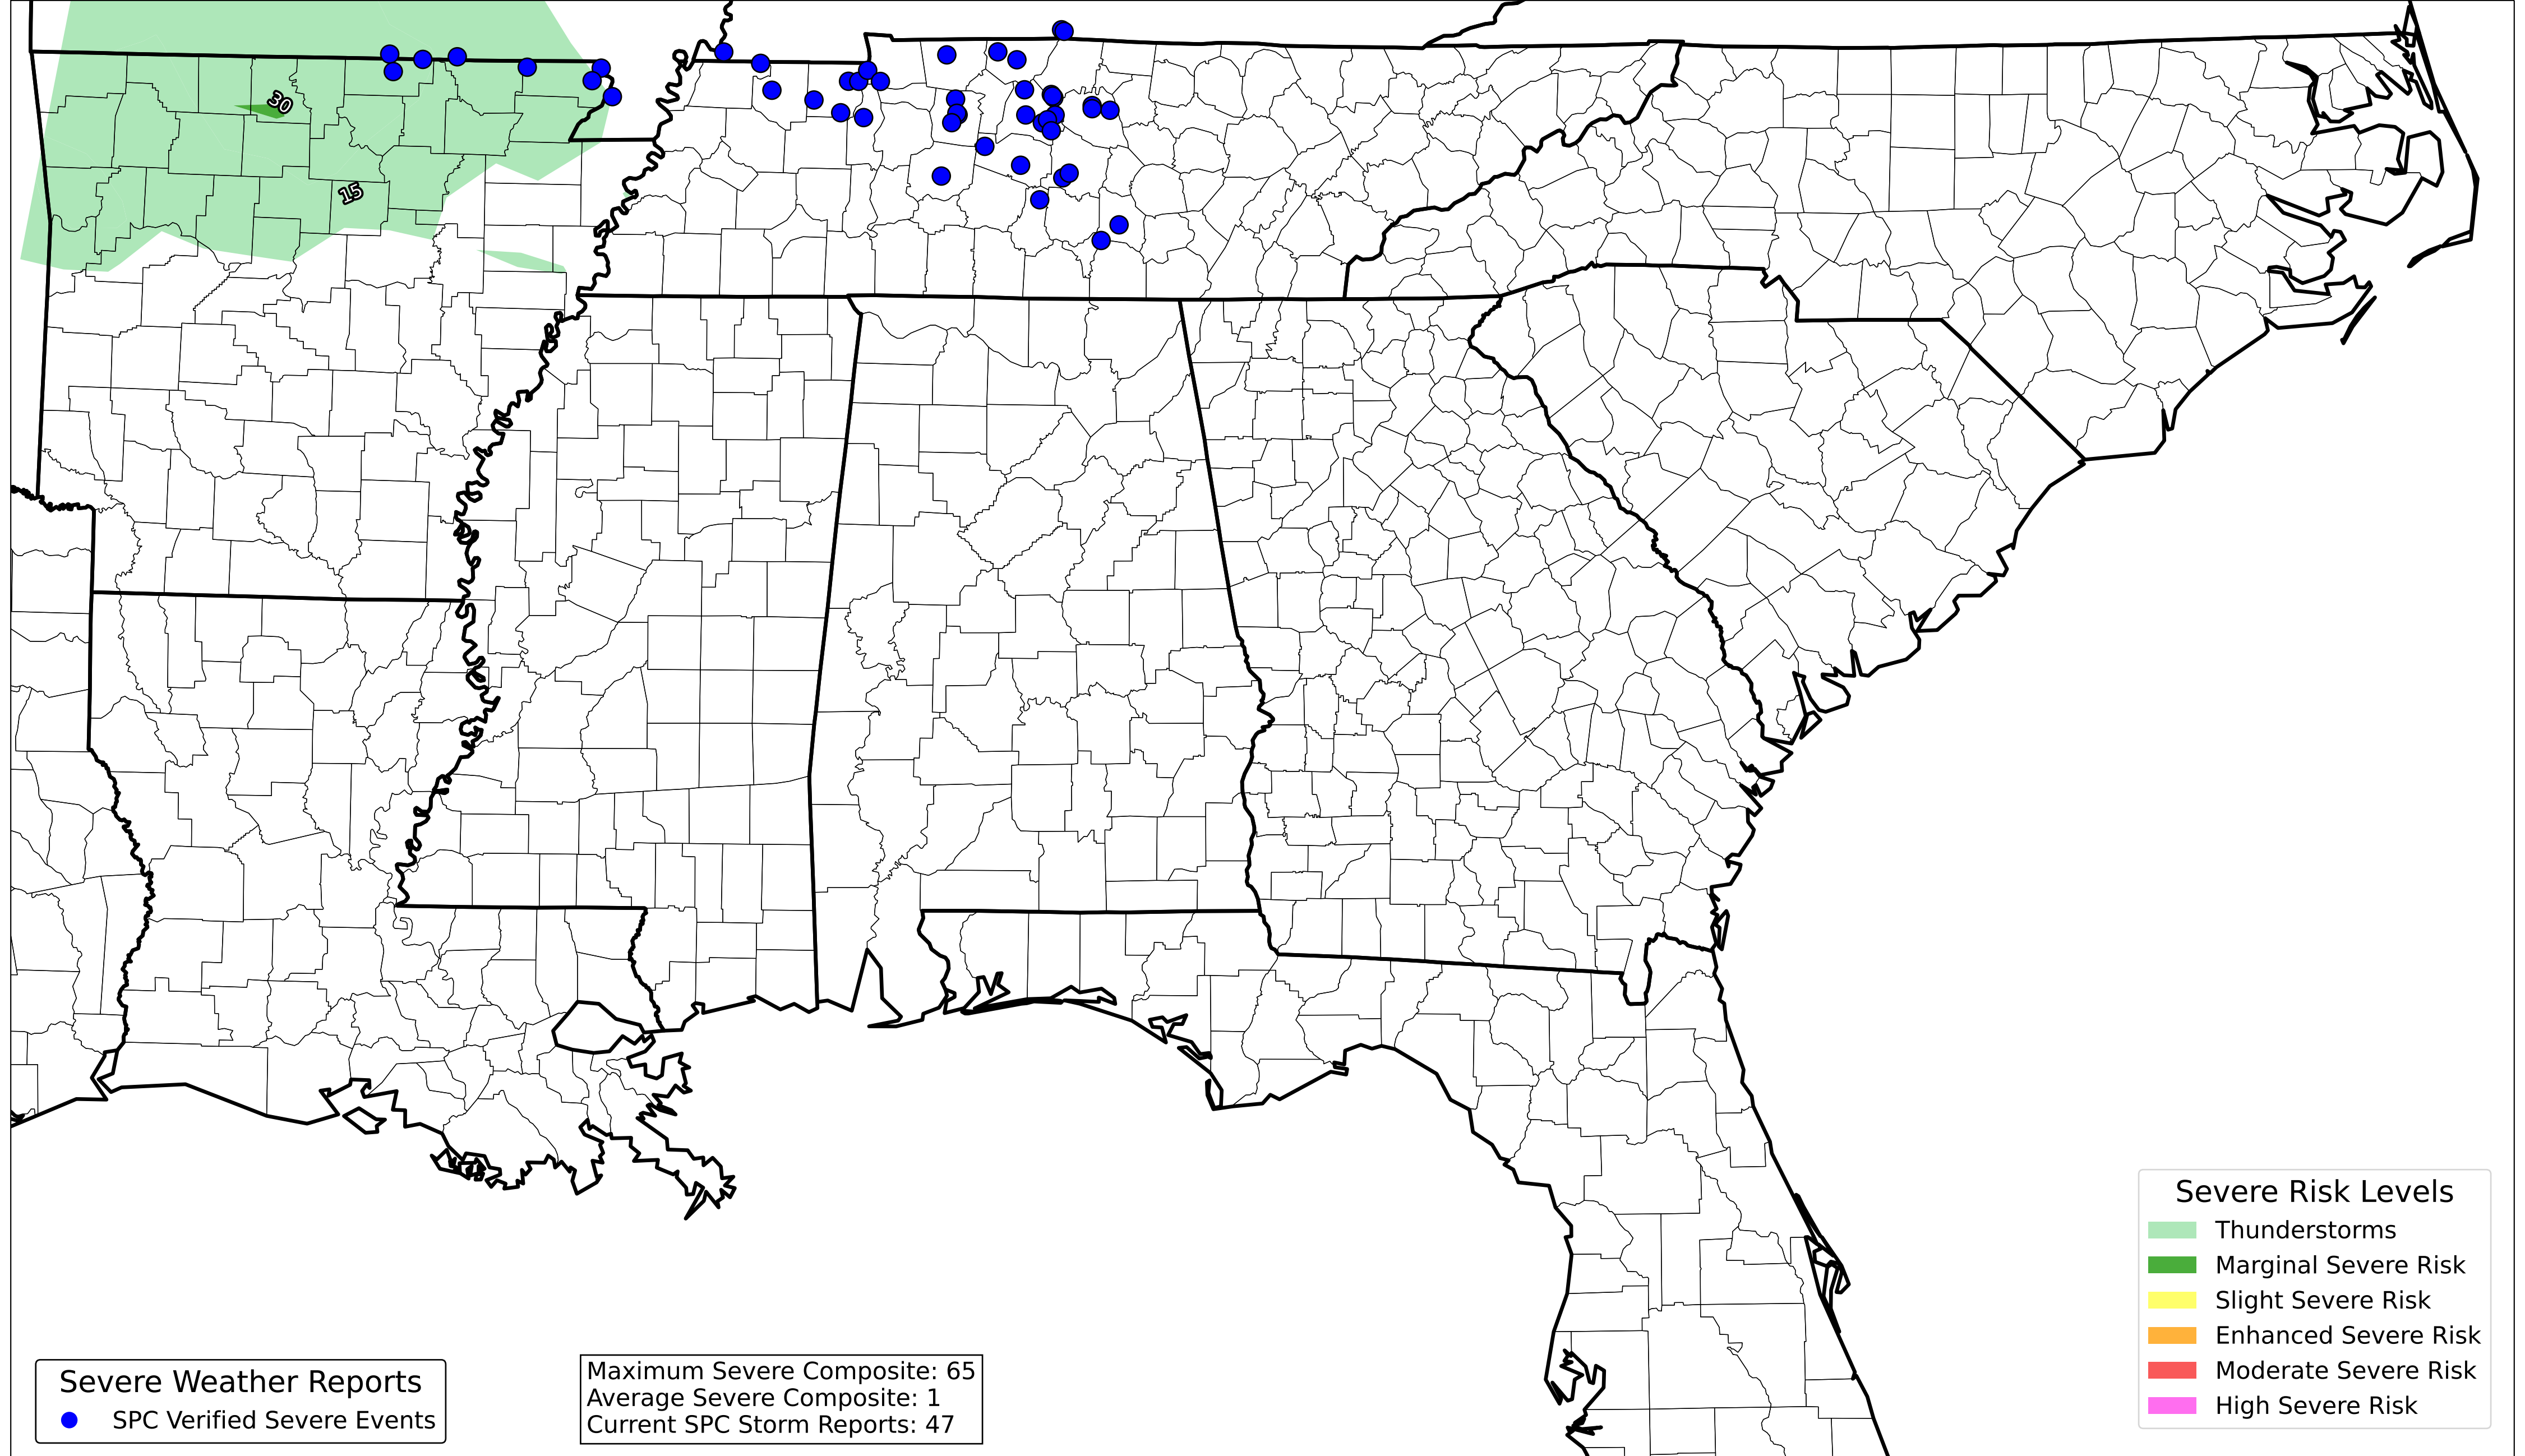 30
15
Severe Risk Levels
Thunderstorms
Marginal Severe Risk
Slight Severe Risk
Enhanced Severe Risk
Moderate Severe Risk
High Severe Risk
Severe Weather Reports
SPC Verified Severe Events
Maximum Severe Composite: 65
Average Severe Composite: 1
Current SPC Storm Reports: 47